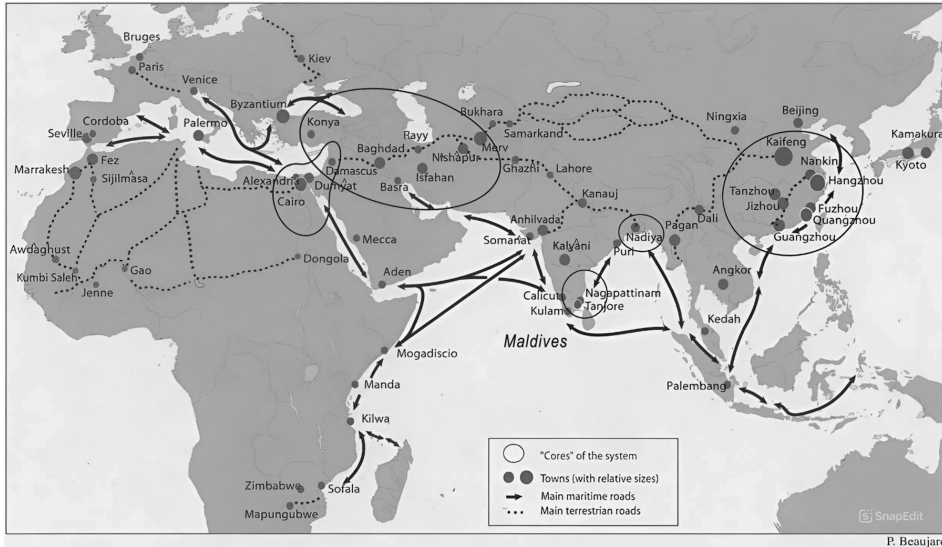 Bruges
Paris
Kiev
Venice
Byzantium
Cordoba
Seville
Palermo
Konya
Bukhara
Samarkand
Ningxia
Beijing
Kamakura
Kyoto
Kaifeng
Nankin
Hangzhou
Fez
Marrakesh
Sijilmâsa
Rayy
Merv
Nishapur
Baghdad
Damascus
Isfahan
Basra
Ghazni
Lahore
Alexandria
Dumyât
Cairo
Tanzhou
Jizhou
Fuzhou
Quangzhou
Guangzhou
Kanauj
Dali
Anhilvada
Somanat
Kalyâni
Nadiya
Puri
Pagan
Mecca
Awdâghust
Kumbi Saleh
Gao
Jenne
Dongola
Aden
Angkor
Calicut
Kulam
Nagapattinam
Tanjore
Kedah
Maldives
Mogadiscio
Palembang
Manda
Kilwa
Zimbabwe
Sofala
Mapungubwe
"Cores" of the system
Towns (with relative sizes)
Main maritime roads
Main terrestrian roads
SnapEdit
P. Beaujard